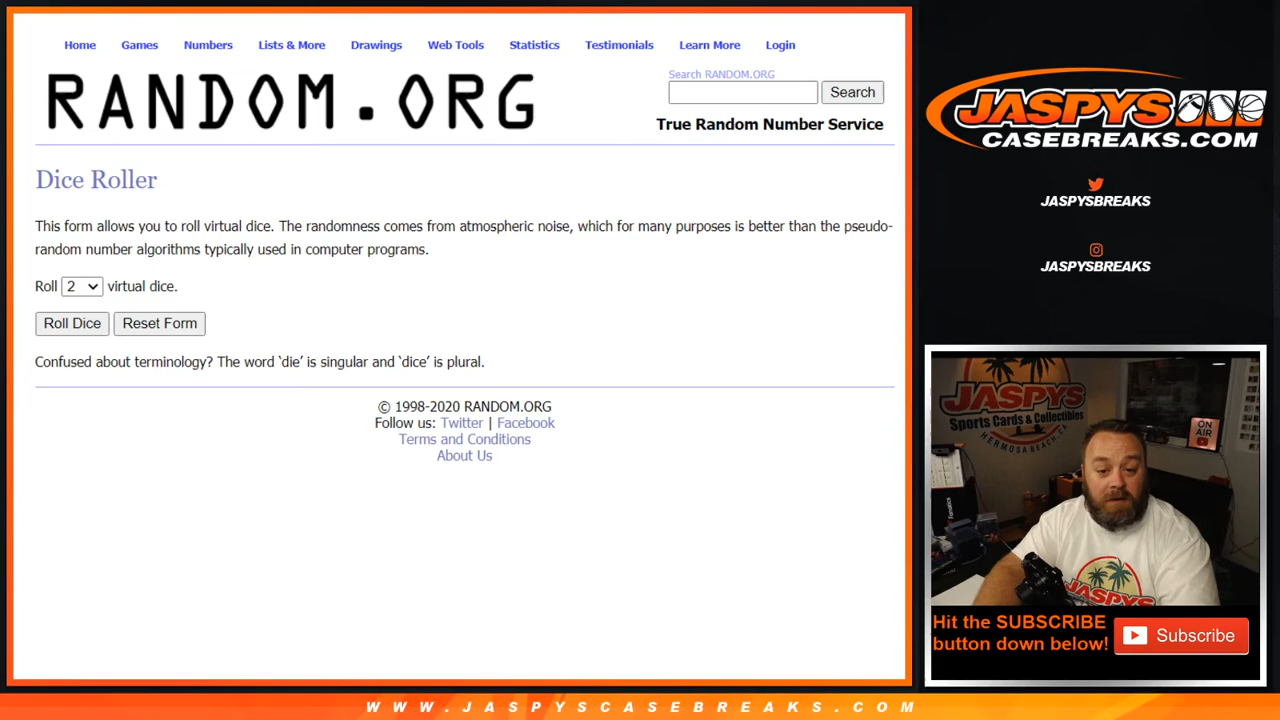 Home Games Numbers Lists & More Drawings Web Tools Statistics Testimonials Learn More Login
RANDOM.ORG
Search RANDOM.ORG
Search
True Random Number Service
Dice Roller
This form allows you to roll virtual dice. The randomness comes from atmospheric noise, which for many purposes is better than the pseudo-
random number algorithms typically used in computer programs.
Roll 2 virtual dice.
Roll Dice Reset Form
Confused about terminology? The word ‘die’ is singular and ‘dice’ is plural.
© 1998-2020 RANDOM.ORG
Follow us: Twitter | Facebook
Terms and Conditions
About Us
JASPYS
CASEBREAKS.COM
JASPYSBREAKS
JASPYSBREAKS
JASPYS
Sports Cards & Collectibles
HERMOSA BEACH, CA
ON
AIR
Fanatics
JASPYS
Hit the SUBSCRIBE
button down below!
Subscribe
WWW.JASPYSCASEBREAKS.COM